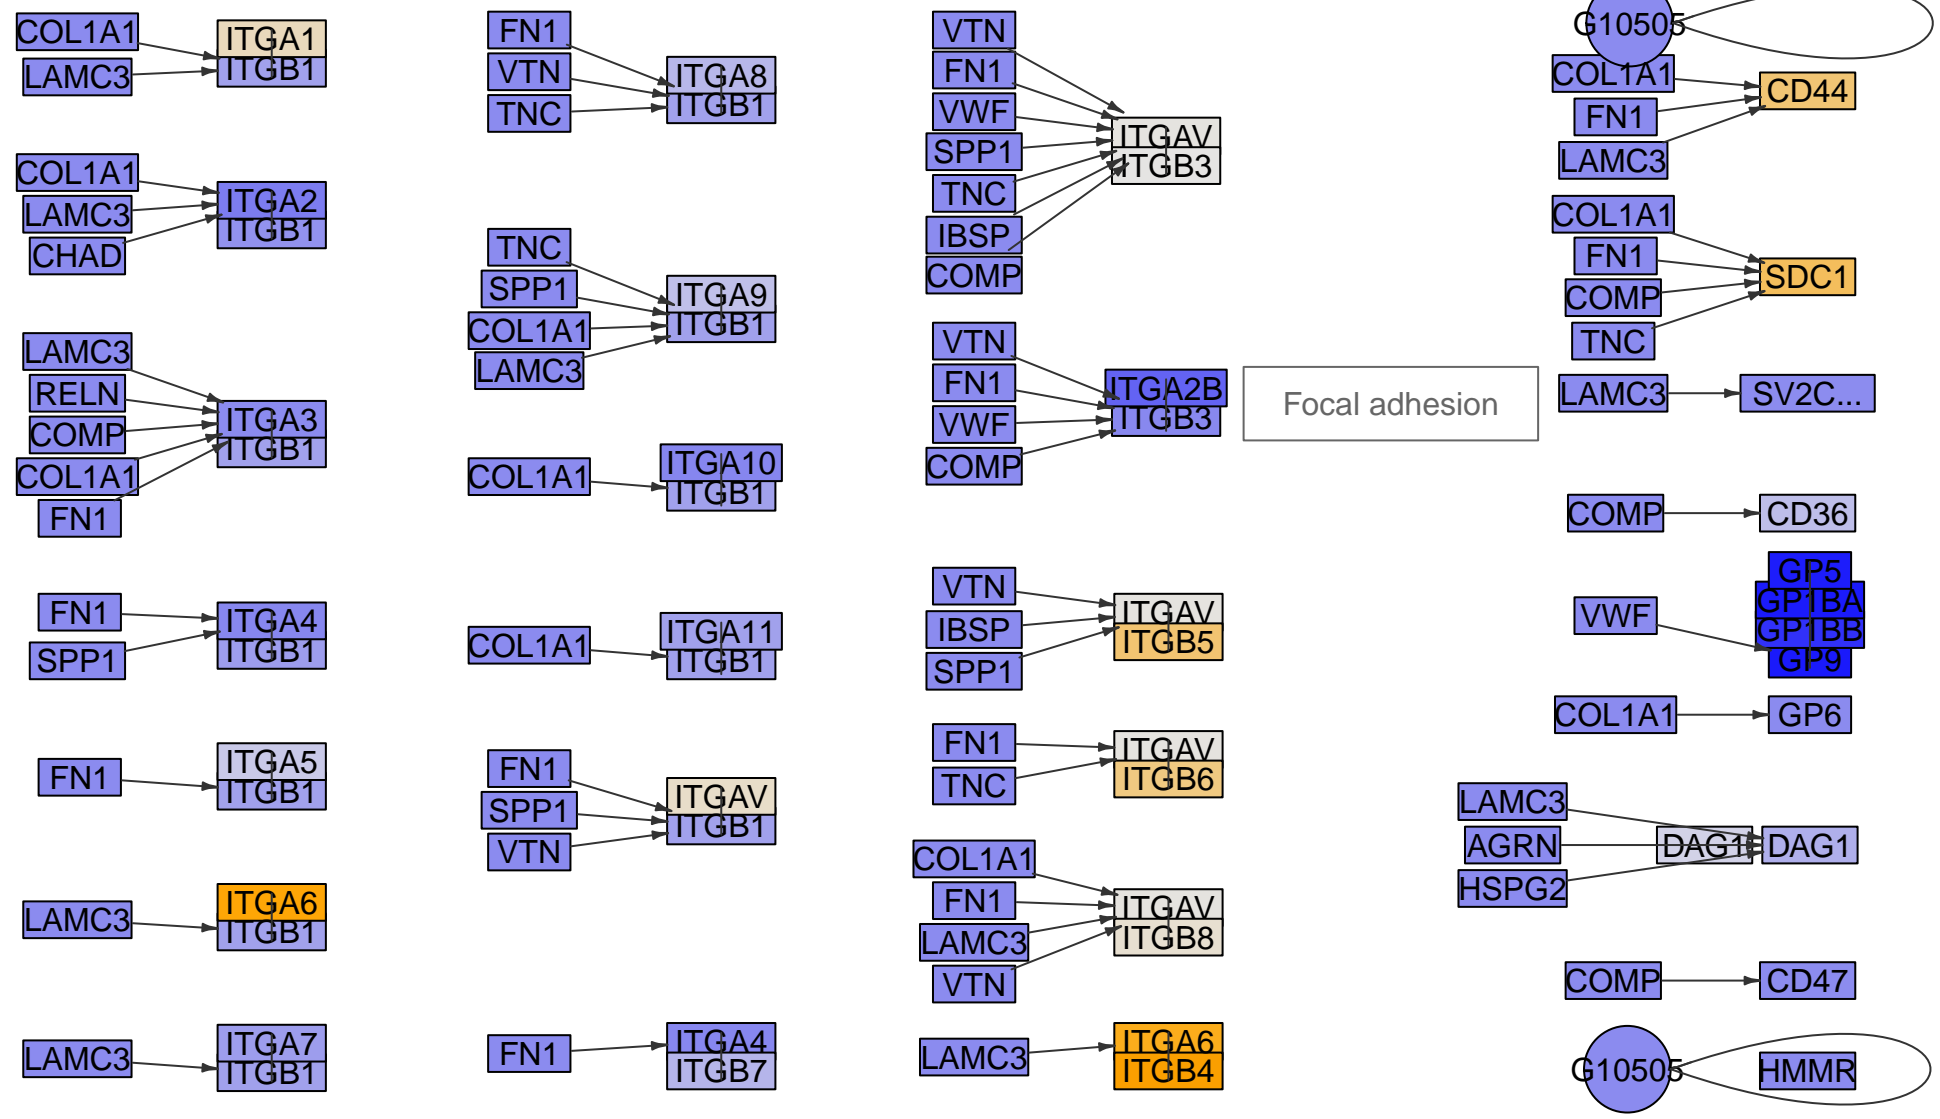 COL1A1
LAMC3
ITGA1
ITGB1
COL1A1
LAMC3
CHAD
ITGA2
ITGB1
LAMC3
RELN
COMP
COL1A1
FN1
ITGA3
ITGB1
FN1
SPP1
ITGA4
ITGB1
FN1
ITGA5
ITGB1
LAMC3
ITGA6
ITGB1
LAMC3
ITGA7
ITGB1
FN1
VTN
TNC
ITGA8
ITGB1
TNC
SPP1
COL1A1
LAMC3
ITGA9
ITGB1
COL1A1
ITGA10
ITGB1
COL1A1
ITGA11
ITGB1
FN1
SPP1
VTN
ITGAV
ITGB1
FN1
ITGA4
ITGB7
VTN
FN1
VWF
SPP1
TNC
IBSP
COMP
ITGAV
ITGB3
VTN
FN1
VWF
COMP
ITGA2B
ITGB3
Focal adhesion
VTN
IBSP
SPP1
ITGAV
ITGB5
FN1
TNC
ITGAV
ITGB6
COL1A1
FN1
LAMC3
VTN
ITGAV
ITGB8
LAMC3
ITGA6
ITGB4
G10505
COL1A1
FN1
LAMC3
CD44
COL1A1
FN1
COMP
TNC
SDC1
LAMC3
SV2C...
COMP
CD36
VWF
GP5
GP1BA
GP1BB
GP9
COL1A1
GP6
LAMC3
AGRN
HSPG2
DAG1
DAG1
COMP
CD47
G10505
HMMR